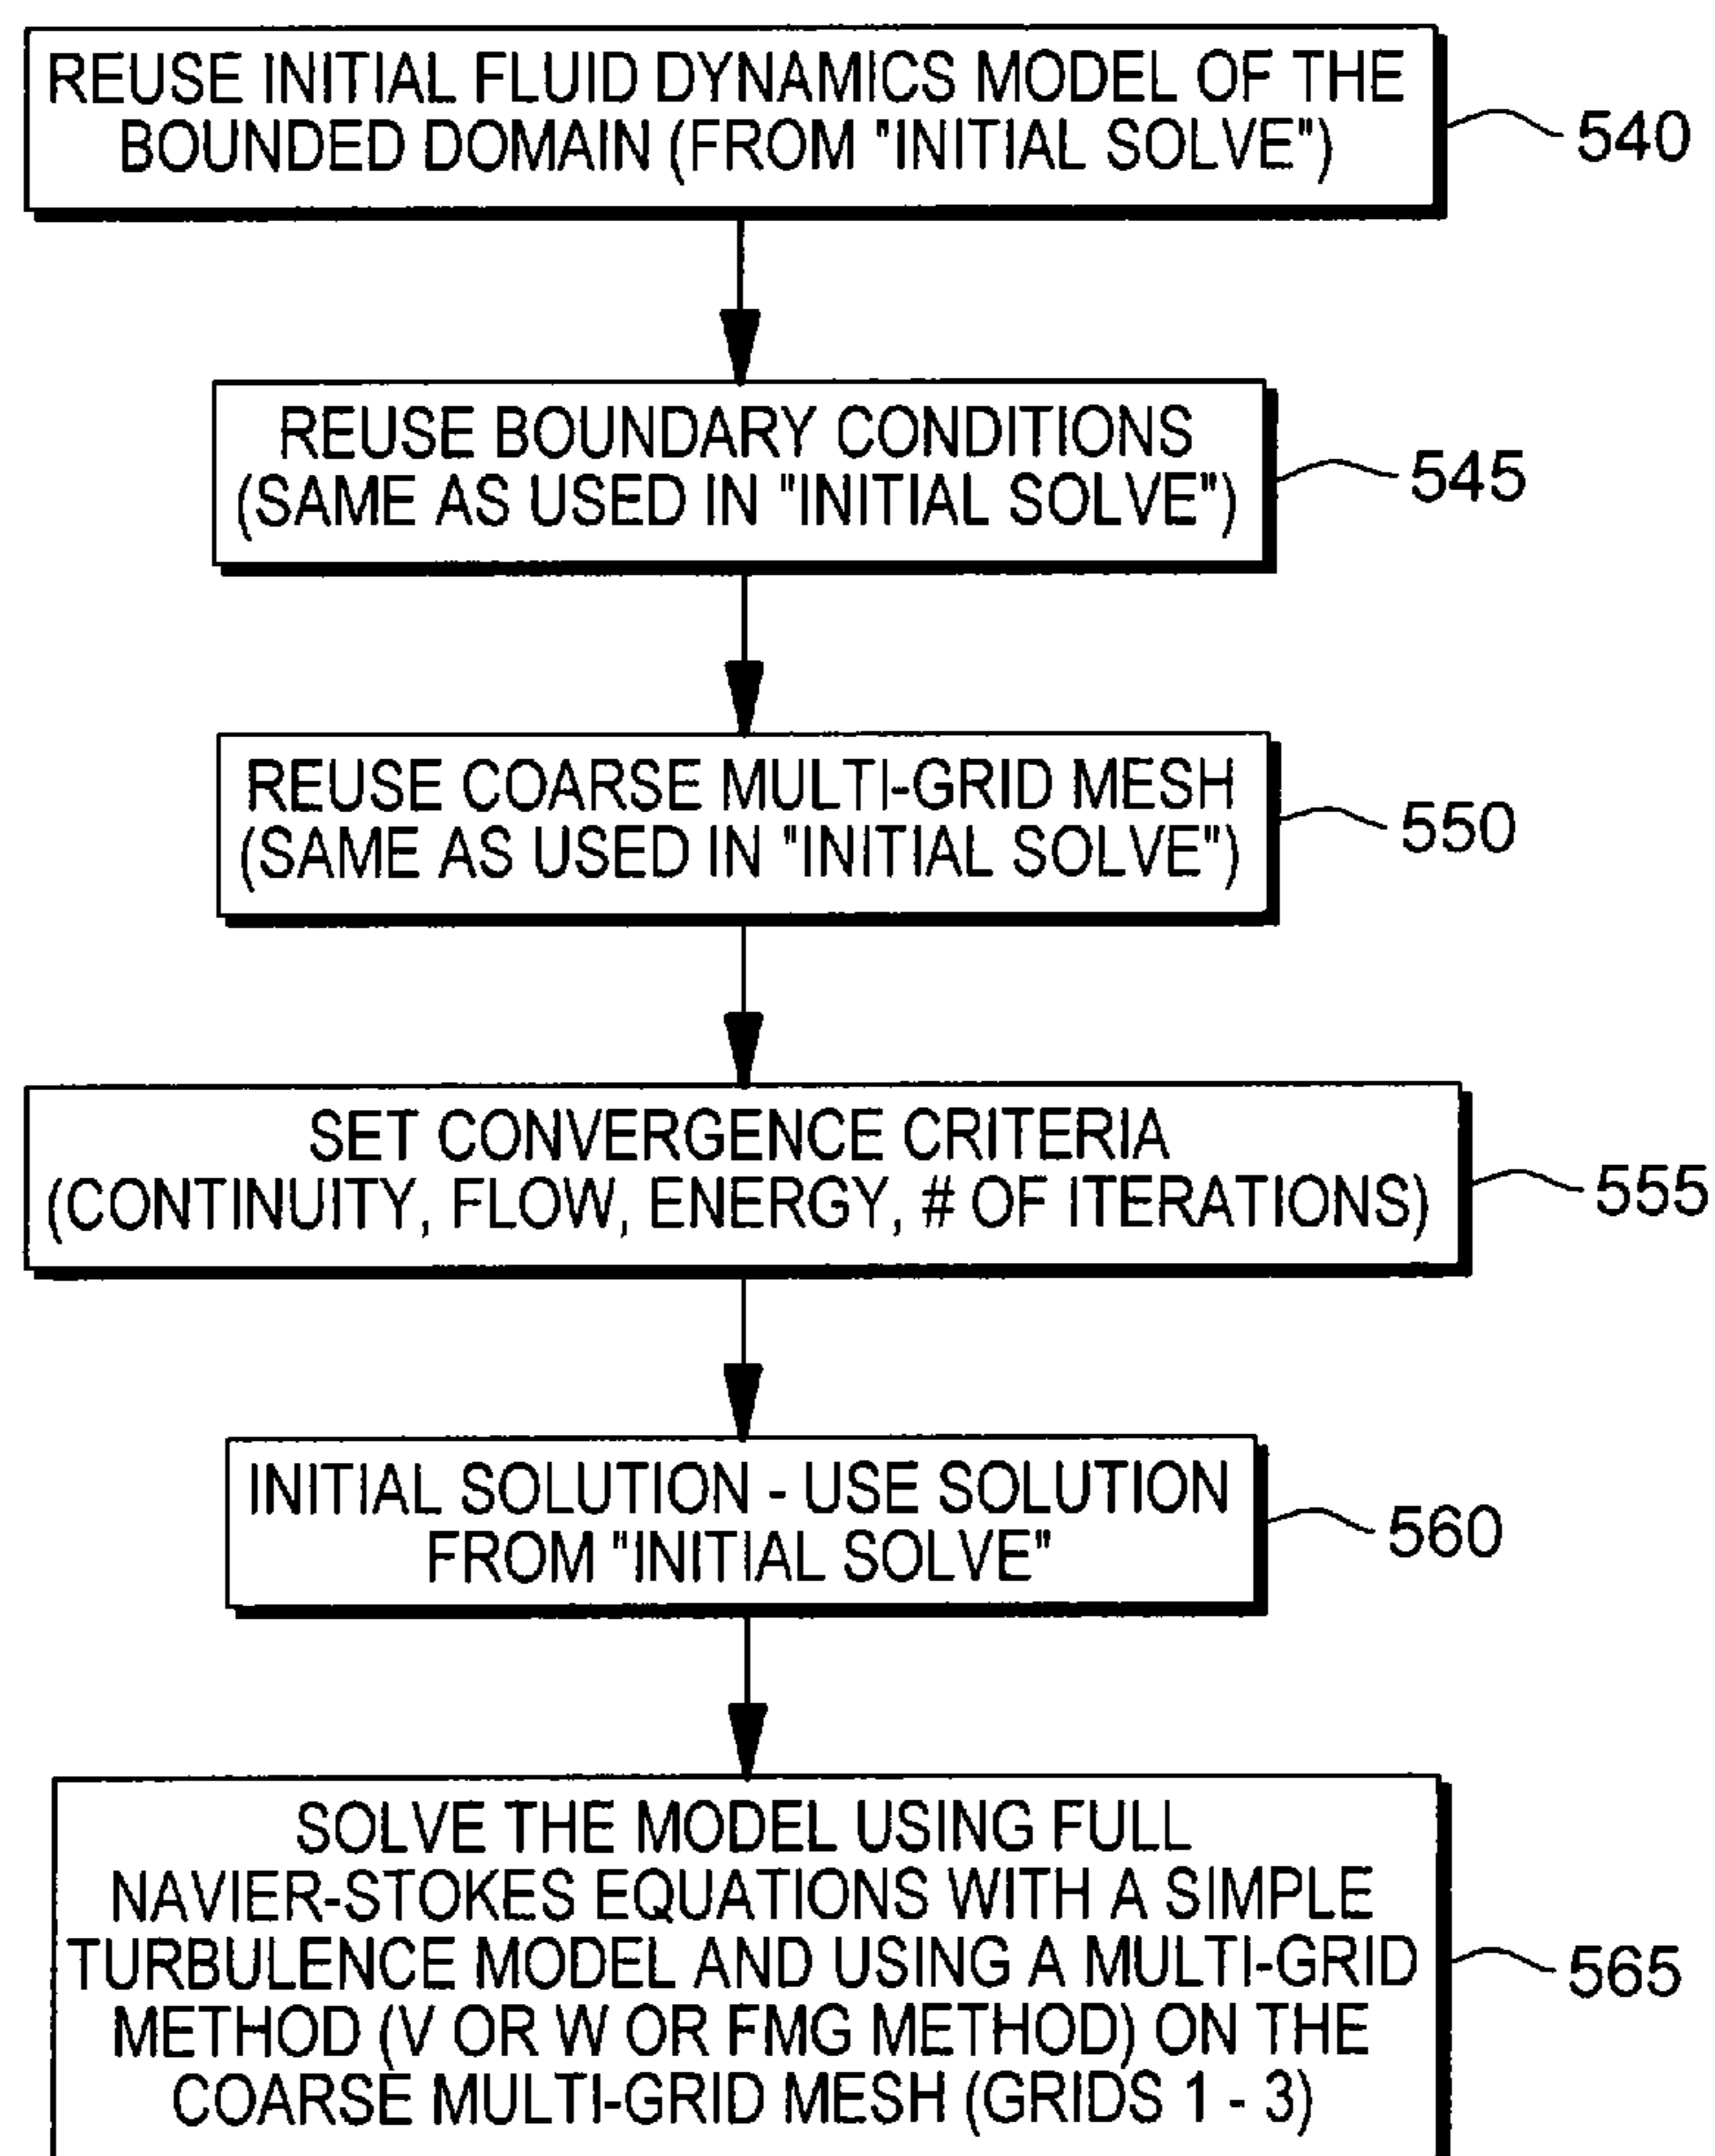 REUSE INITIAL FLUID DYNAMICS MODEL OF THE
BOUNDED DOMAIN (FROM "INITIAL SOLVE")
540
REUSE BOUNDARY CONDITIONS
(SAME AS USED IN "INITIAL SOLVE")
545
REUSE COARSE MULTI-GRID MESH
(SAME AS USED IN "INITIAL SOLVE")
550
SET CONVERGENCE CRITERIA
(CONTINUITY, FLOW, ENERGY, # OF ITERATIONS)
555
INITIAL SOLUTION - USE SOLUTION
FROM "INITIAL SOLVE"
560
SOLVE THE MODEL USING FULL
NAVIER-STOKES EQUATIONS WITH A SIMPLE
TURBULENCE MODEL AND USING A MULTI-GRID
METHOD (V OR W OR FMG METHOD) ON THE
COARSE MULTI-GRID MESH (GRIDS 1 - 3)
565